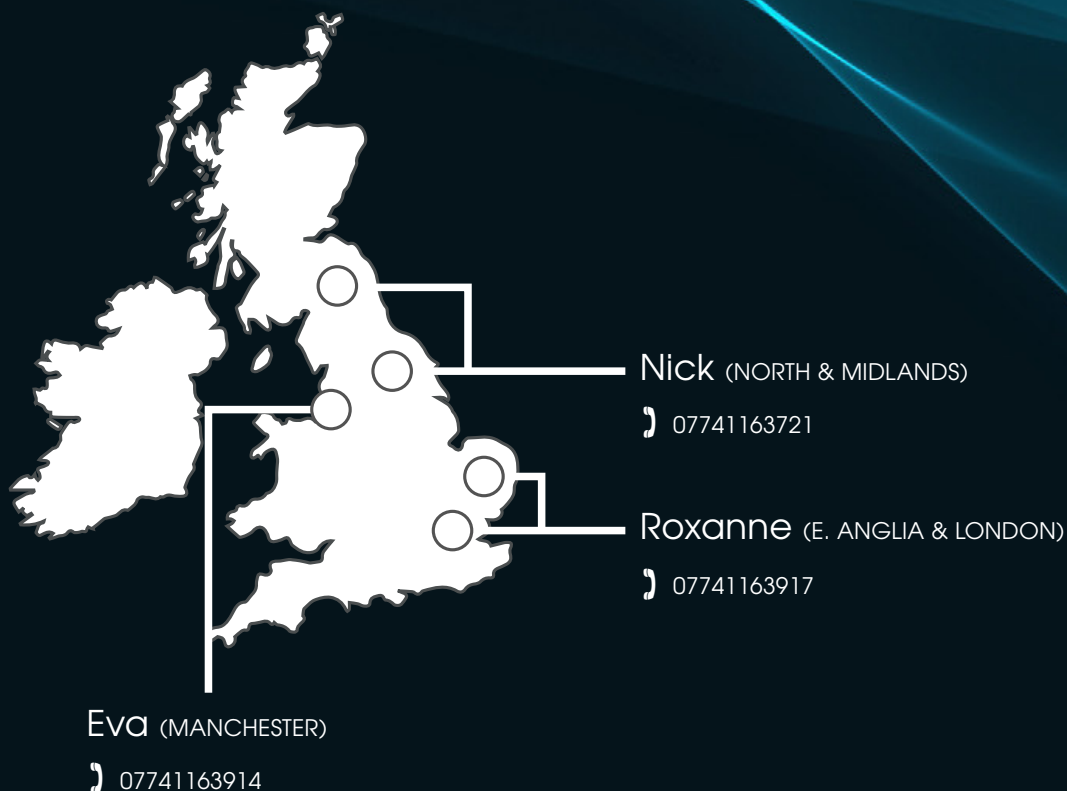 Nick (NORTH & MIDLANDS)
07741163721
Roxanne (E. ANGLIA & LONDON)
07741163917
Eva (MANCHESTER)
07741163914